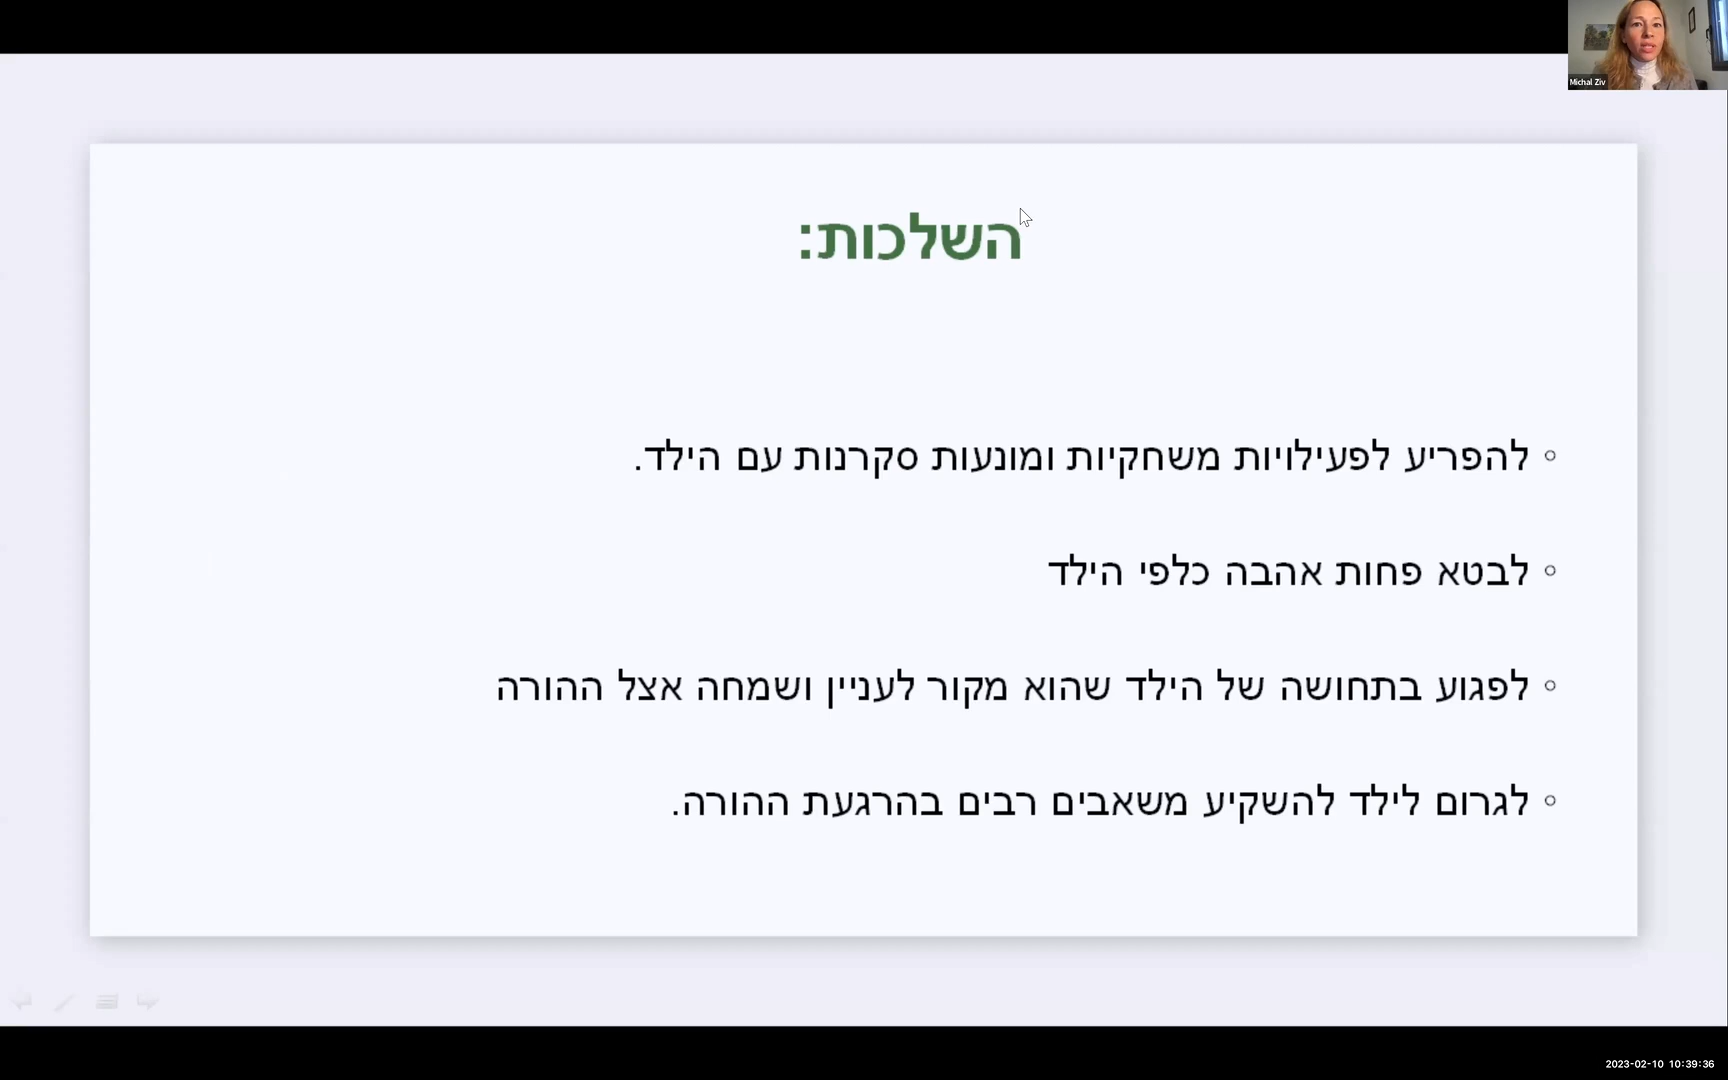 Michal Ziv
השלכות:
להפריע לפעילויות משחקיות ומונעות סקרנות עם הילד.
לבטא פחות אהבה כלפי הילד
לפגוע בתחושה של הילד שהוא מקור לעניין ושמחה אצל ההורה
לגרום לילד להשקיע משאבים רבים בהרגעת ההורה.
2023-02-10 10:39:36